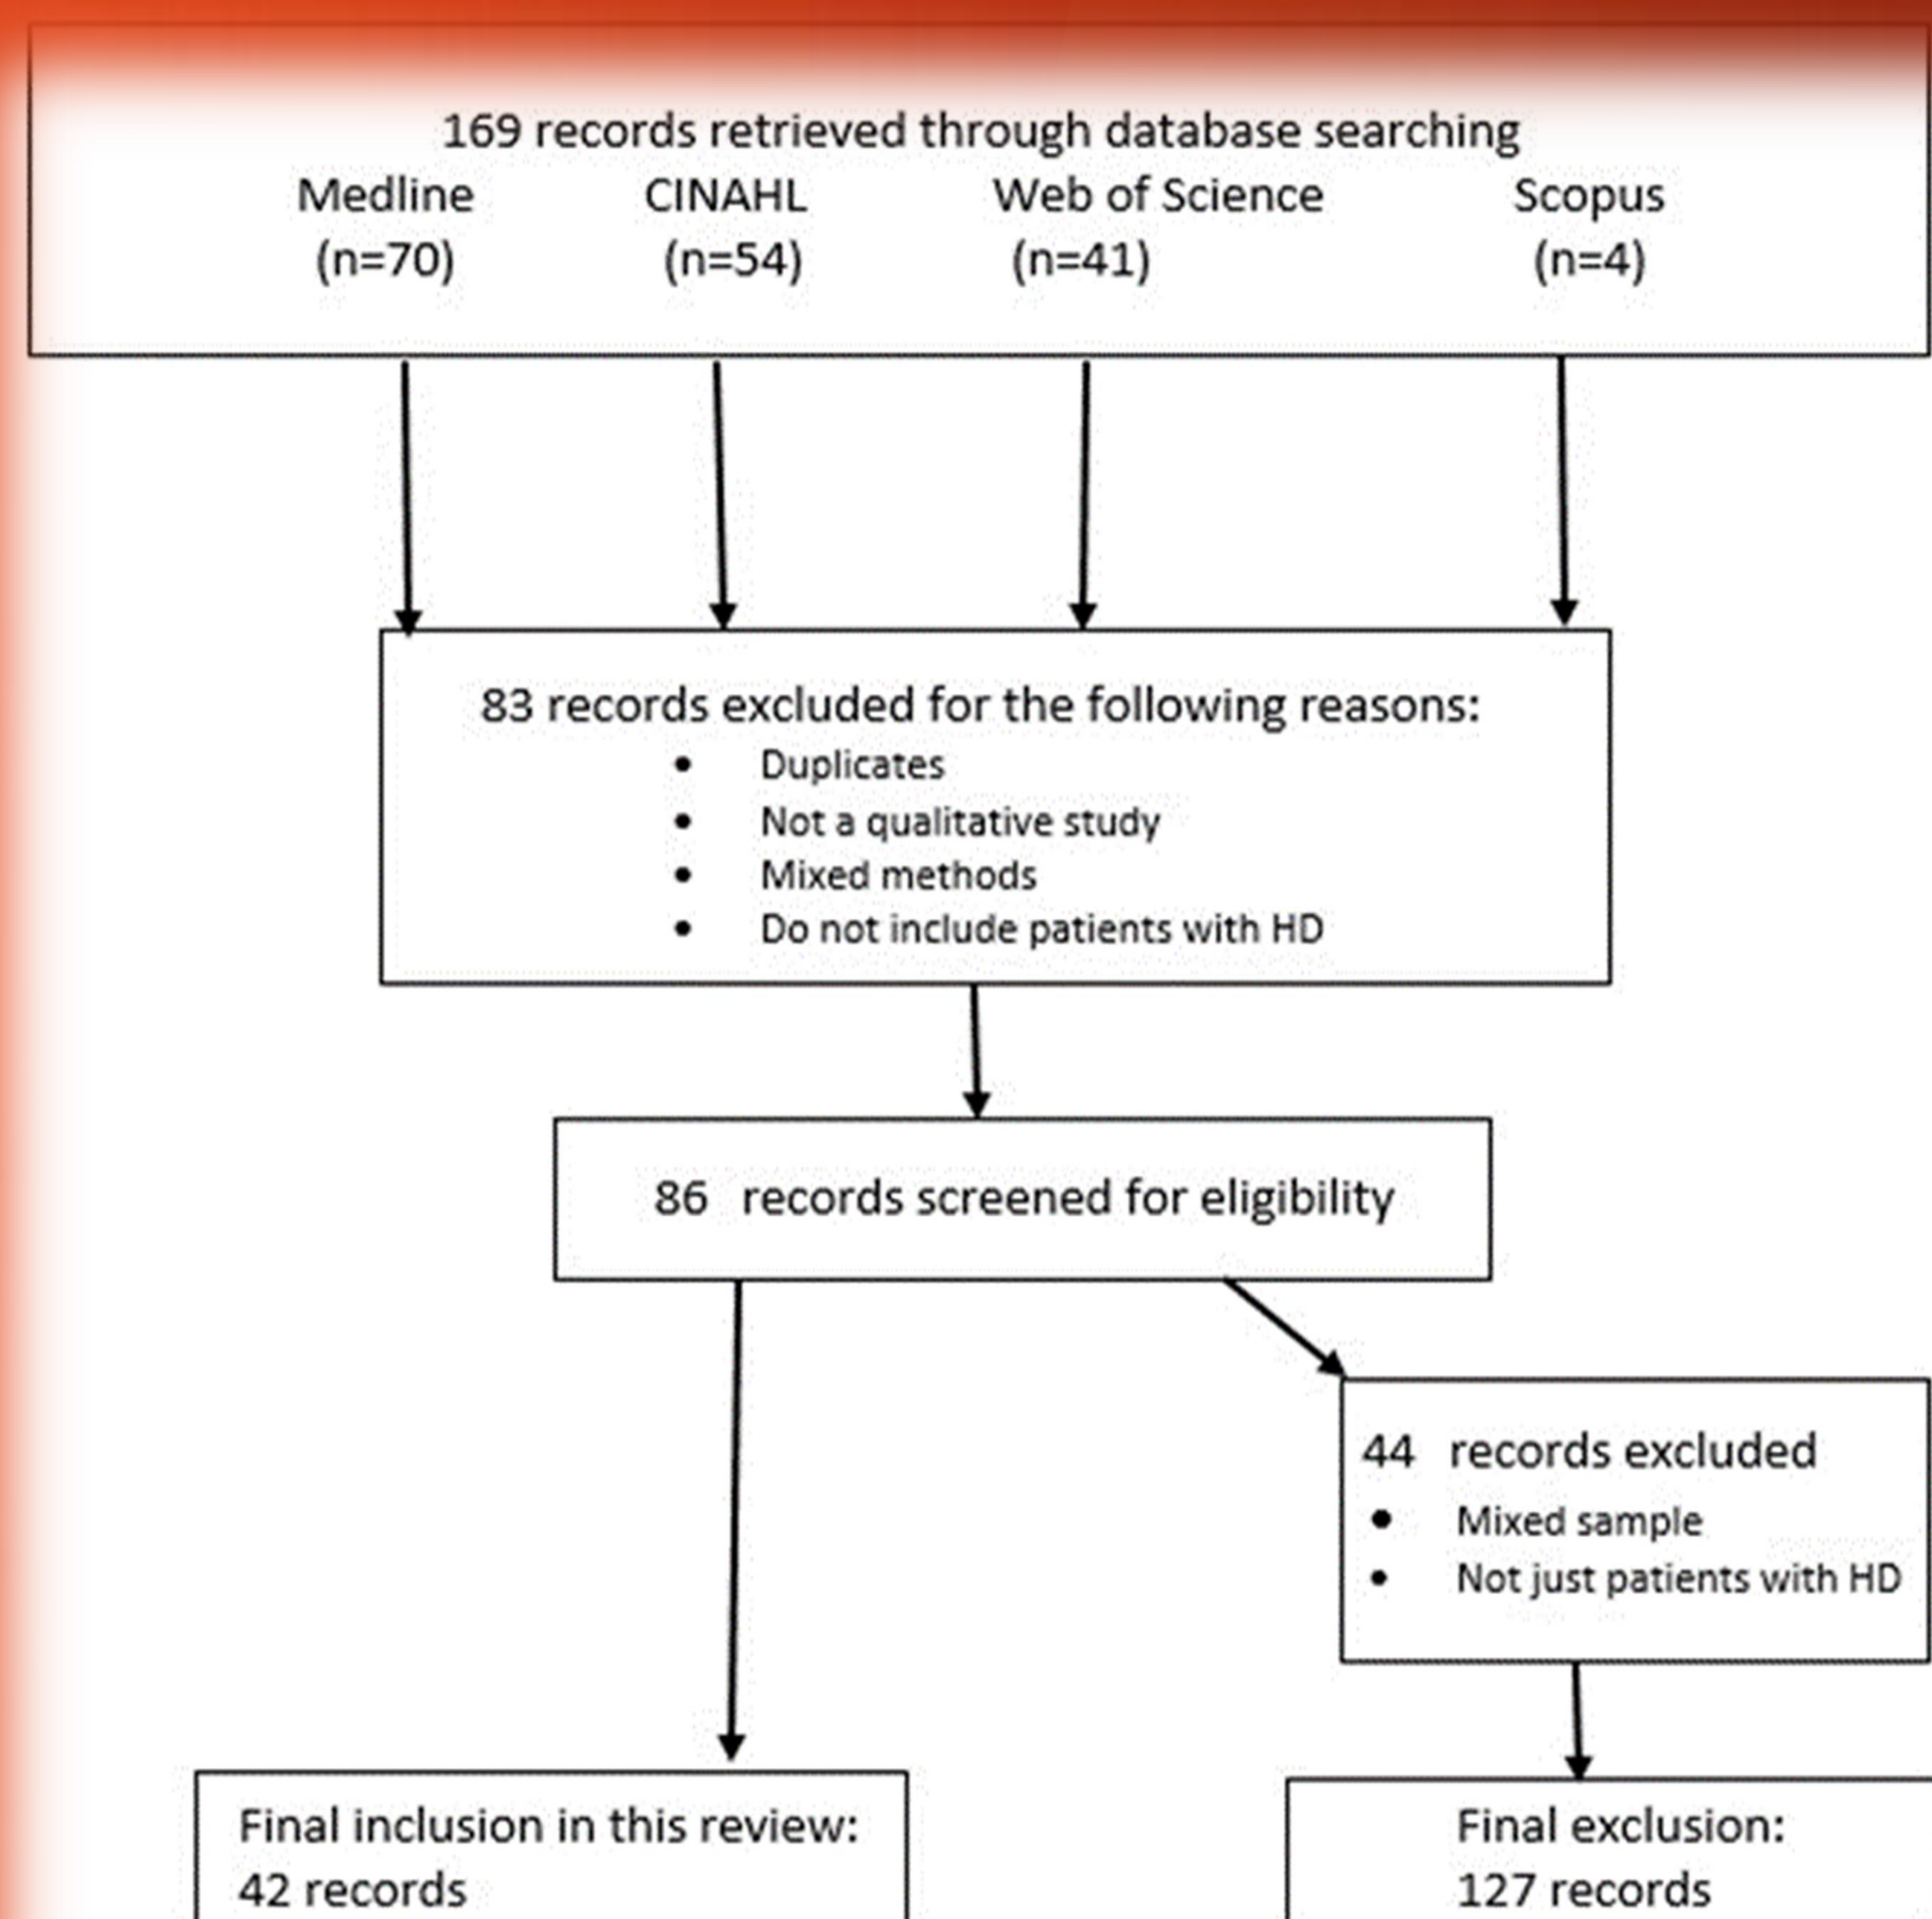 169 records retrieved through database searching
Medline CINAHL Web of Science Scopus
(n=70) (n=54) (n=41) (n=4)
83 records excluded for the following reasons:
• Duplicates
• Not a qualitative study
• Mixed methods
• Do not include patients with HD
86 records screened for eligibility
44 records excluded
• Mixed sample
• Not just patients with HD
Final inclusion in this review:
42 records
Final exclusion:
127 records